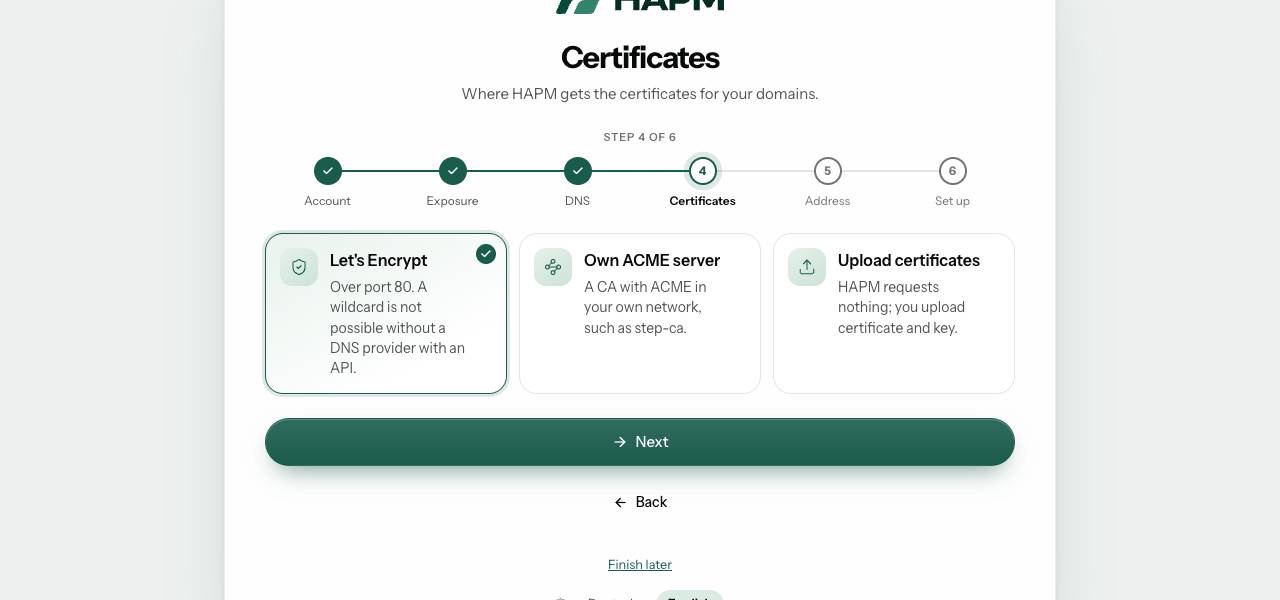 HAPM
Certificates
Where HAPM gets the certificates for your domains.
STEP 4 OF 6
4
5
6
Account
Exposure
DNS
Certificates
Address
Set up
Let's Encrypt
Over port 80. A
wildcard is not
possible without a
DNS provider with an
API.
Own ACME server
A CA with ACME in
your own network,
such as step-ca.
Upload certificates
HAPM requests
nothing; you upload
certificate and key.
Next
Back
Finish later